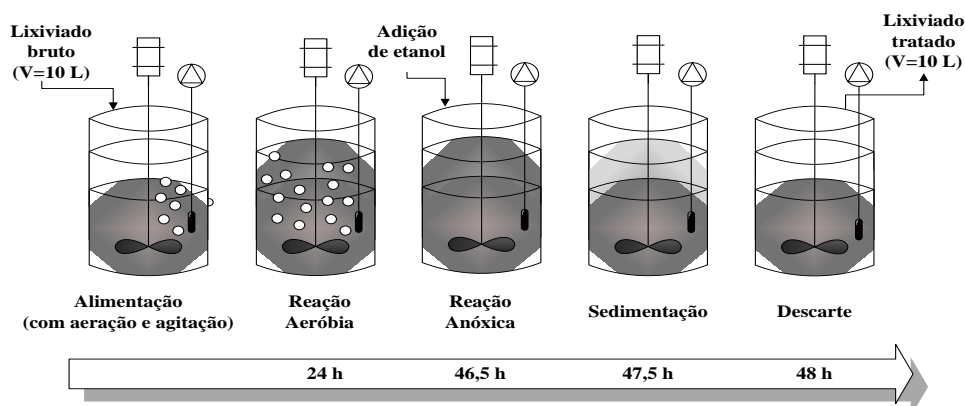 Lixiviado
bruto
(V=10 L)
Adição
de etanol
Lixiviado
tratado
(V=10 L)
Alimentação
(com aeração e agitação)
Reação
Aeróbia
Reação
Anóxica
Sedimentação
Descarte
24 h
46,5 h
47,5 h
48 h